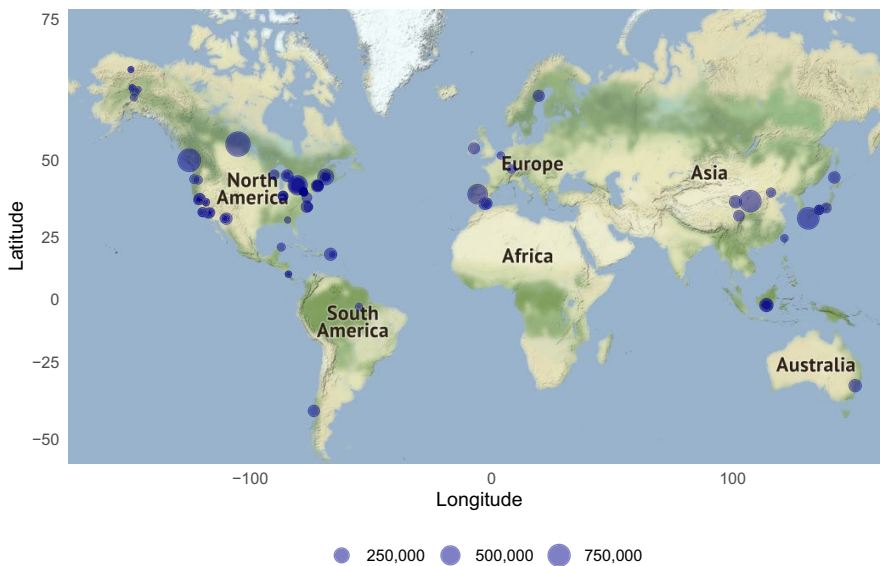 75
50
25
0
−25
−50
Latitude
North
America
Europe
Asia
Africa
South
America
Australia
−100
0
100
Longitude
250,000
500,000
750,000